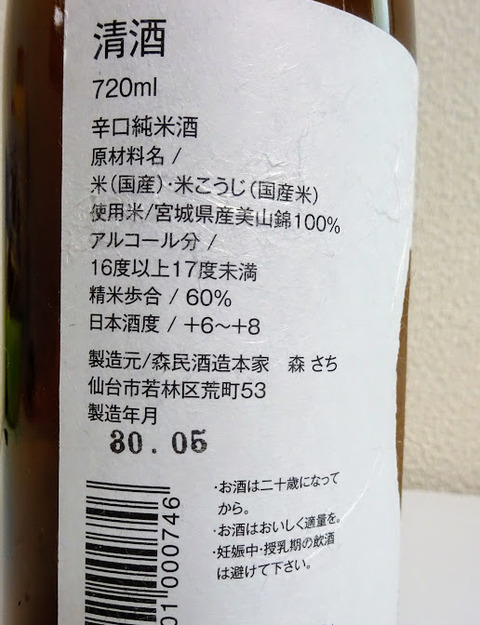 清酒
720ml
辛口純米酒
原材料名 /
米(国産)・米こうじ(国産米)
使用米/宮城県産美山錦100%
アルコール分 /
16度以上17度未満
精米歩合 / 60%
日本酒度 / +6〜+8
製造元/森民酒造本家 森 さち
仙台市若林区荒町53
製造年月
30. 05
・お酒は二十歳になって
から。
・お酒はおいしく適量を。
・妊娠中・授乳期の飲酒
は避けて下さい。
01 000746